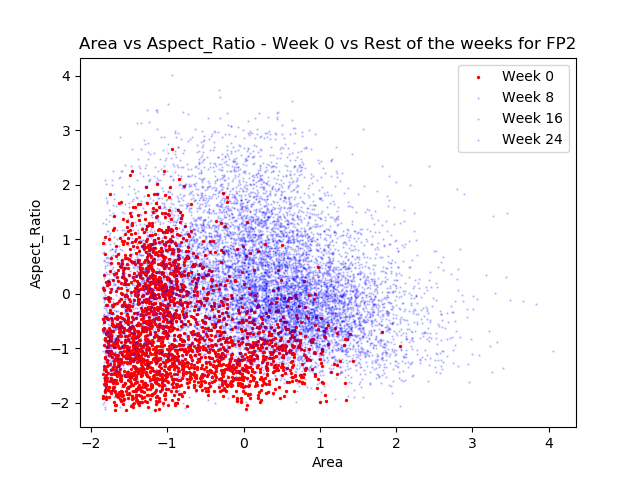 Area vs Aspect_Ratio - Week 0 vs Rest of the weeks for FP2
Week 0
Week 8
Week 16
Week 24
4
3
2
1
0
−1
−2
Aspect_Ratio
−2 −1 0 1 2 3 4
Area